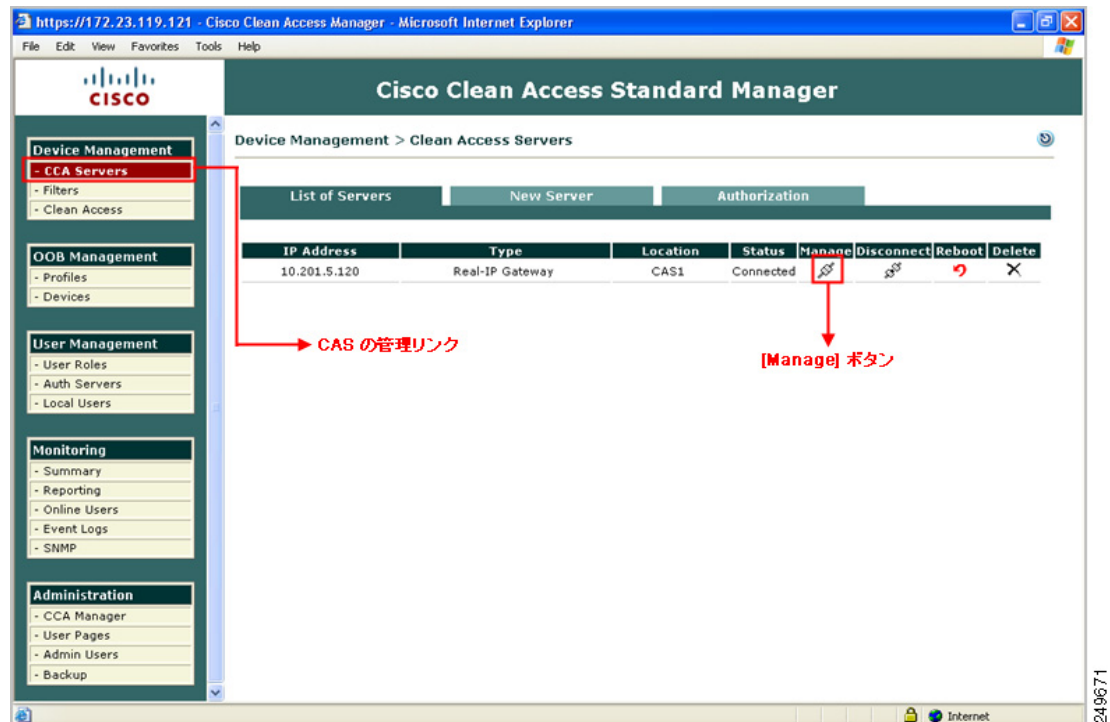 https://172.23.119.121 - Cisco Clean Access Manager - Microsoft Internet Explorer
File Edit View Favorites Tools Help
CISCO
Cisco Clean Access Standard Manager
Device Management
- CCA Servers
- Filters
- Clean Access
OOB Management
- Profiles
- Devices
User Management
- User Roles
- Auth Servers
- Local Users
Monitoring
- Summary
- Reporting
- Online Users
- Event Logs
- SNMP
Administration
- CCA Manager
- User Pages
- Admin Users
- Backup
Device Management > Clean Access Servers
List of Servers New Server Authorization
IP Address Type Location Status Manage Disconnect Reboot Delete
10.201.5.120 Real-IP Gateway CAS1 Connected
CAS の管理リンク
[Manage] ボタン
Internet
249671